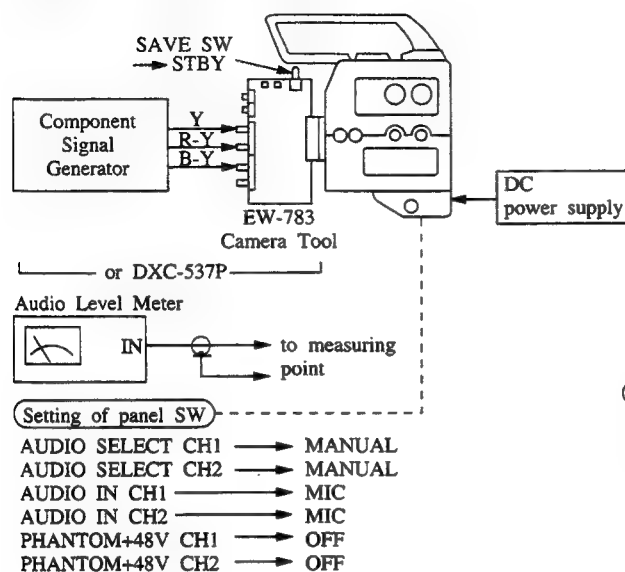 SAVE SW
→ STBY
Component
Signal
Generator
Y
R-Y
B-Y
EW-783
Camera Tool
DC
power supply
or DXC-537P
Audio Level Meter
IN
to measuring
point
Setting of panel SW
AUDIO SELECT CH1 → MANUAL
AUDIO SELECT CH2 → MANUAL
AUDIO IN CH1 → MIC
AUDIO IN CH2 → MIC
PHANTOM+48V CH1 → OFF
PHANTOM+48V CH2 → OFF